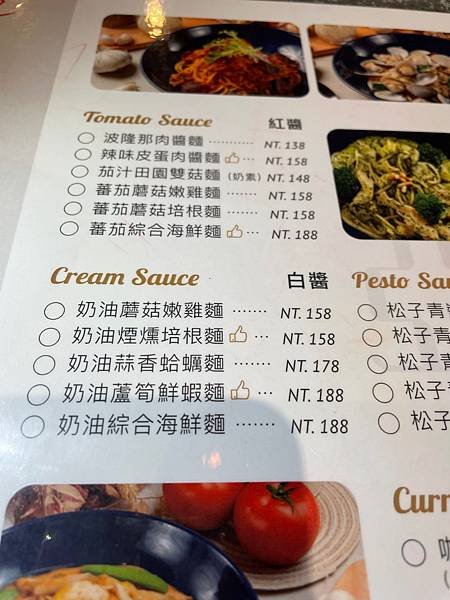 Tomato Sauce 紅醬
波隆那肉醬麵 ………… NT. 138
辣味皮蛋肉醬麵 … NT. 158
茄汁田園雙菇麵 (奶素) NT. 148
蕃茄蘑菇嫩雞麵 …… NT. 158
蕃茄蘑菇培根麵 …… NT. 158
蕃茄綜合海鮮麵 … NT. 188
Cream Sauce 白醬
奶油蘑菇嫩雞麵 ……. NT. 158
奶油煙燻培根麵 … NT. 158
奶油蒜香蛤蠣麵 ……. NT. 178
奶油蘆筍鮮蝦麵 … NT. 188
奶油綜合海鮮麵 ……. NT. 188
Pesto Sau
松子青醬
松子青
松子青
松子青
松子
Curr
咖